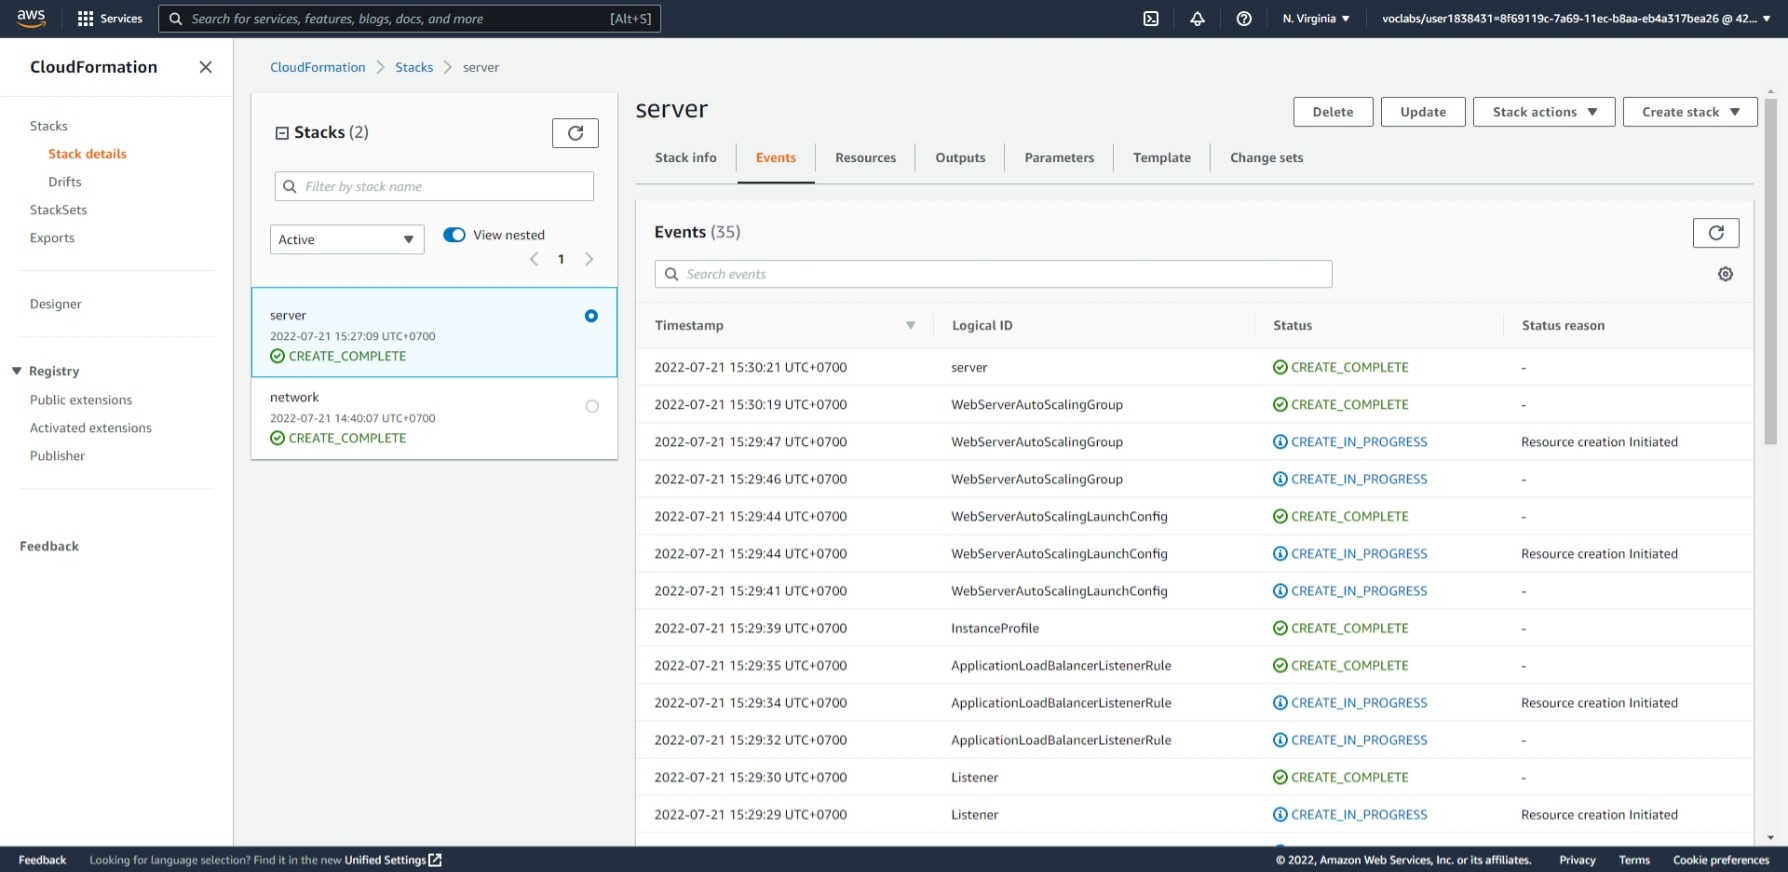 aws Services Search for services, features, blogs, docs, and more [Alt+S] N. Virginia voclabs/user1838431=8f69119c-7a69-11ec-b8aa-eb4a317bea26 @ 42...
CloudFormation
Stacks
Stack details
Drifts
StackSets
Exports
Designer
Registry
Public extensions
Activated extensions
Publisher
Feedback
CloudFormation Stacks server
Stacks (2)
Filter by stack name
Active View nested
1
server
2022-07-21 15:27:09 UTC+0700
CREATE_COMPLETE
network
2022-07-21 14:40:07 UTC+0700
CREATE_COMPLETE
server Delete Update Stack actions Create stack
Stack info Events Resources Outputs Parameters Template Change sets
Events (35)
Search events
Timestamp Logical ID Status Status reason
2022-07-21 15:30:21 UTC+0700 server CREATE_COMPLETE -
2022-07-21 15:30:19 UTC+0700 WebServerAutoScalingGroup CREATE_COMPLETE -
2022-07-21 15:29:47 UTC+0700 WebServerAutoScalingGroup CREATE_IN_PROGRESS Resource creation Initiated
2022-07-21 15:29:46 UTC+0700 WebServerAutoScalingGroup CREATE_IN_PROGRESS -
2022-07-21 15:29:44 UTC+0700 WebServerAutoScalingLaunchConfig CREATE_COMPLETE -
2022-07-21 15:29:44 UTC+0700 WebServerAutoScalingLaunchConfig CREATE_IN_PROGRESS Resource creation Initiated
2022-07-21 15:29:41 UTC+0700 WebServerAutoScalingLaunchConfig CREATE_IN_PROGRESS -
2022-07-21 15:29:39 UTC+0700 InstanceProfile CREATE_COMPLETE -
2022-07-21 15:29:35 UTC+0700 ApplicationLoadBalancerListenerRule CREATE_COMPLETE -
2022-07-21 15:29:34 UTC+0700 ApplicationLoadBalancerListenerRule CREATE_IN_PROGRESS Resource creation Initiated
2022-07-21 15:29:32 UTC+0700 ApplicationLoadBalancerListenerRule CREATE_IN_PROGRESS -
2022-07-21 15:29:30 UTC+0700 Listener CREATE_COMPLETE -
2022-07-21 15:29:29 UTC+0700 Listener CREATE_IN_PROGRESS Resource creation Initiated
Feedback Looking for language selection? Find it in the new Unified Settings © 2022, Amazon Web Services, Inc. or its affiliates. Privacy Terms Cookie preferences